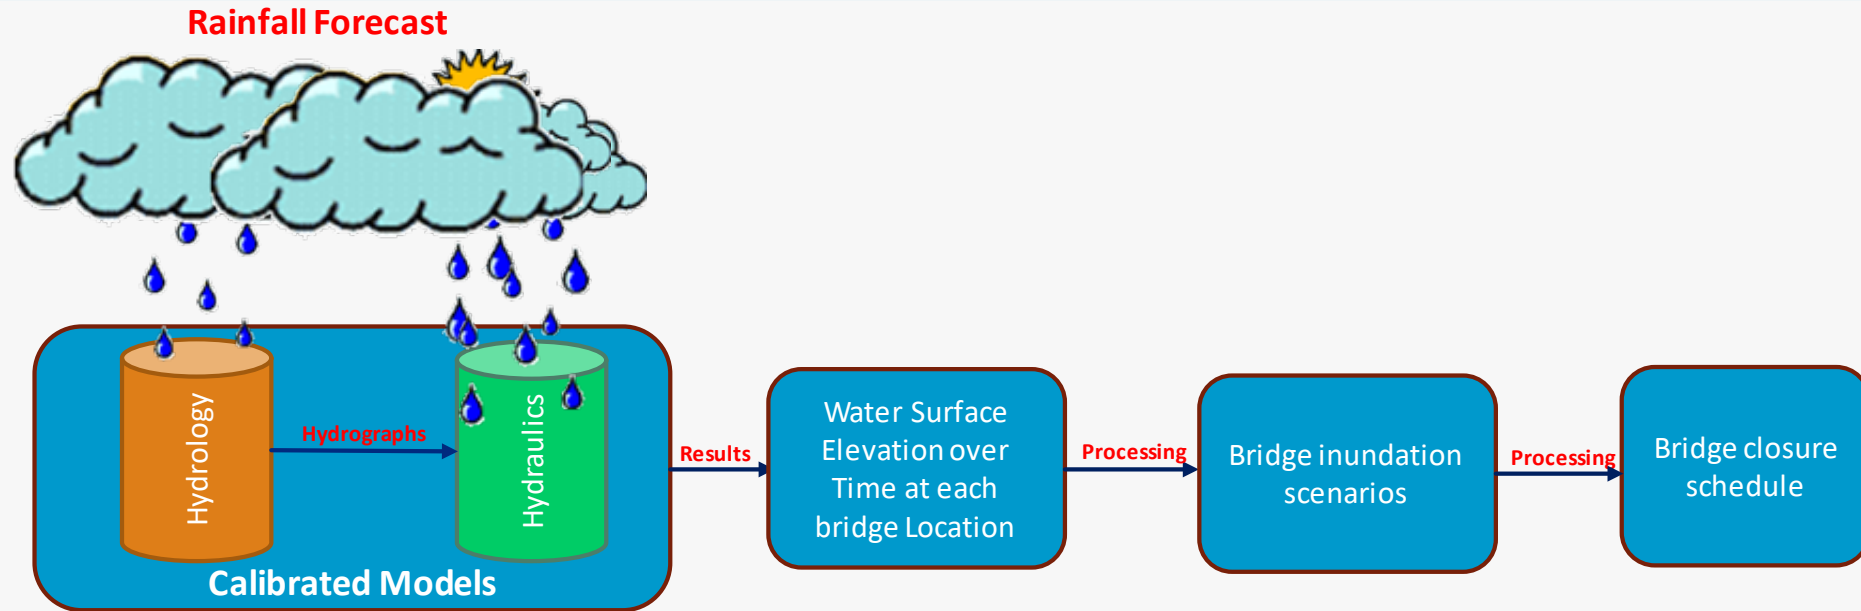 Rainfall Forecast
Hydrology
Hydrographs
Hydraulics
Calibrated Models
Results
Water Surface
Elevation over
Time at each
bridge Location
Processing
Bridge inundation
scenarios
Processing
Bridge closure
schedule